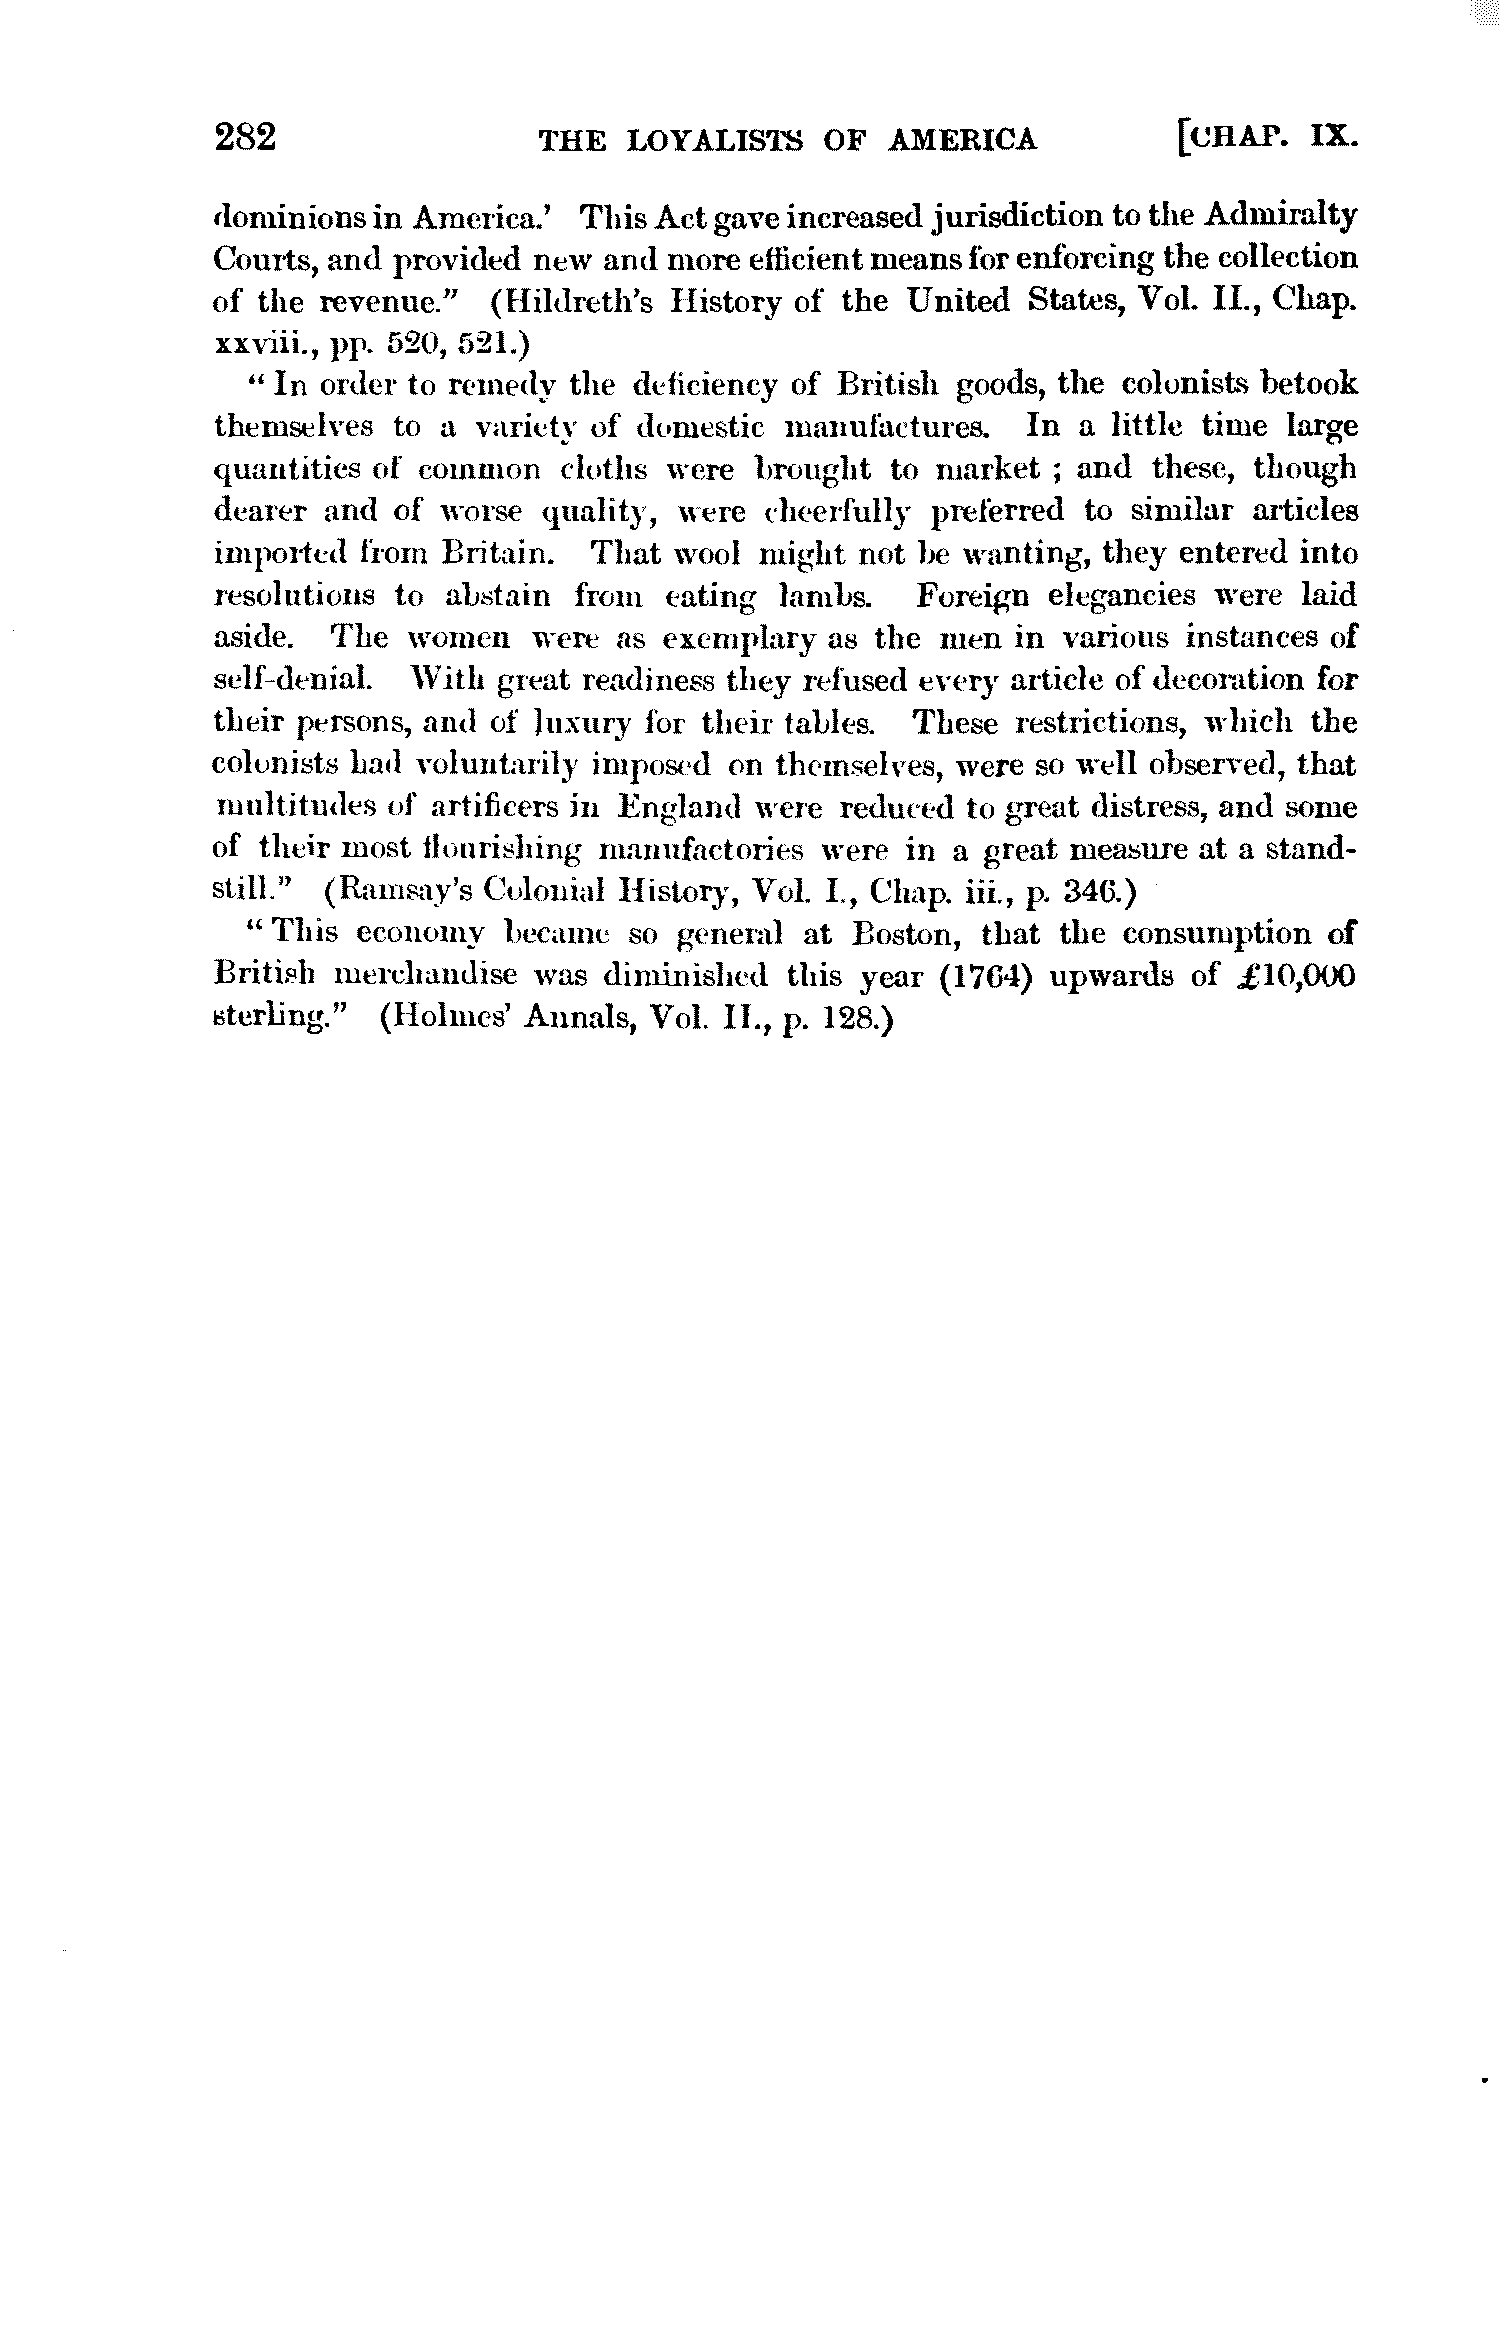 282 THE LOYALISTS OF AMERICA [CHAP. IX.
dominions in America.' This Act gave increased jurisdiction to the Admiralty
Courts, and provided new and more efficient means for enforcing the collection
of the revenue." (Hildreth's History of the United States, Vol. II., Chap.
xxviii., pp. 520, 521.)
"In order to remedy the deficiency of British goods, the colonists betook
themselves to a variety of domestic manufactures. In a little time large
quantities of common cloths were brought to market ; and these, though
dearer and of worse quality, were cheerfully preferred to similar articles
imported from Britain. That wool might not be wanting, they entered into
resolutions to abstain from eating lambs. Foreign elegancies were laid
aside. The women were as exemplary as the men in various instances of
self-denial. With great readiness they refused every article of decoration for
their persons, and of luxury for their tables. These restrictions, which the
colonists had voluntarily imposed on themselves, were so well observed, that
multitudes of artificers in England were reduced to great distress, and some
of their most flourishing manufactories were in a great measure at a stand-
still." (Ramsay's Colonial History, Vol. I., Chap. iii., p. 346.)
"This economy became so general at Boston, that the consumption of
British merchandise was diminished this year (1764) upwards of £10,000
sterling." (Holmes' Annals, Vol. II., p. 128.)